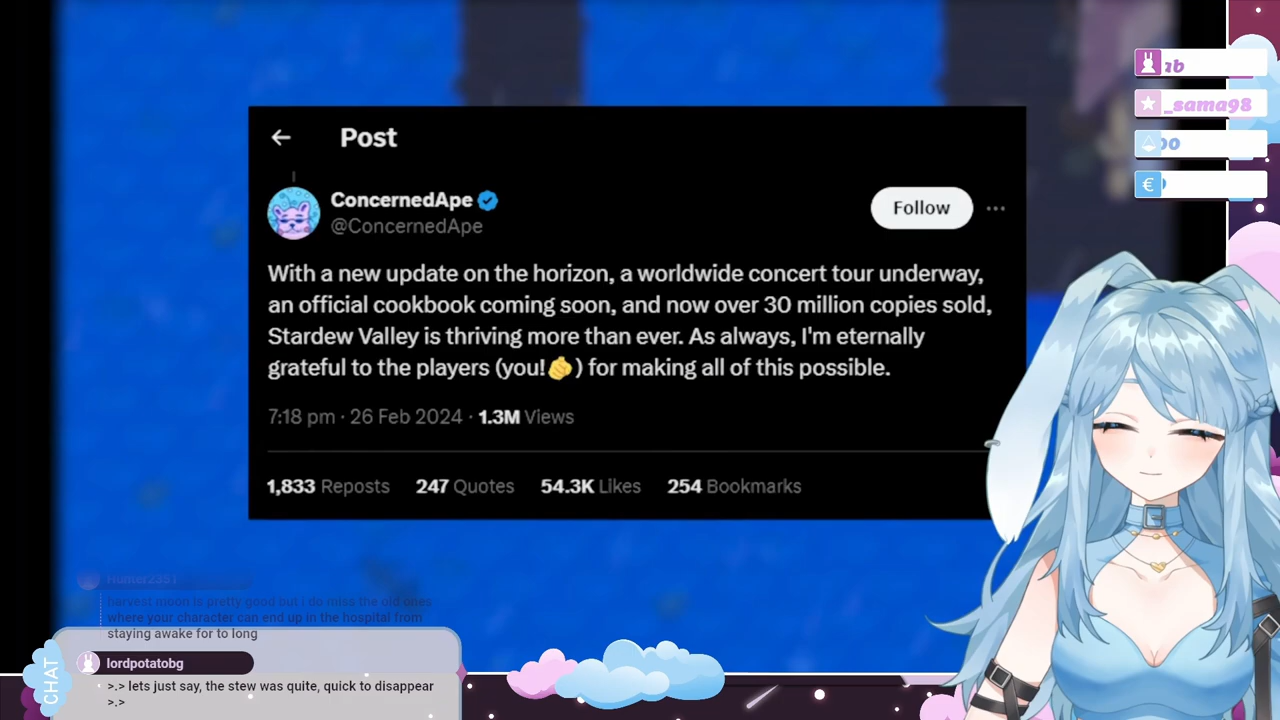 Post
ConcernedApe
@ConcernedApe
Follow
With a new update on the horizon, a worldwide concert tour underway,
an official cookbook coming soon, and now over 30 million copies sold,
Stardew Valley is thriving more than ever. As always, I'm eternally
grateful to the players (you!🫵) for making all of this possible.
7:18 pm · 26 Feb 2024 · 1.3M Views
1,833 Reposts 247 Quotes 54.3K Likes 254 Bookmarks
_sama98
€
Hunter2351
harvest moon is pretty good but i do miss the old ones
where your character can end up in the hospital from
staying awake for to long
CHAT
lordpotatobg
>.> lets just say, the stew was quite, quick to disappear
>.>